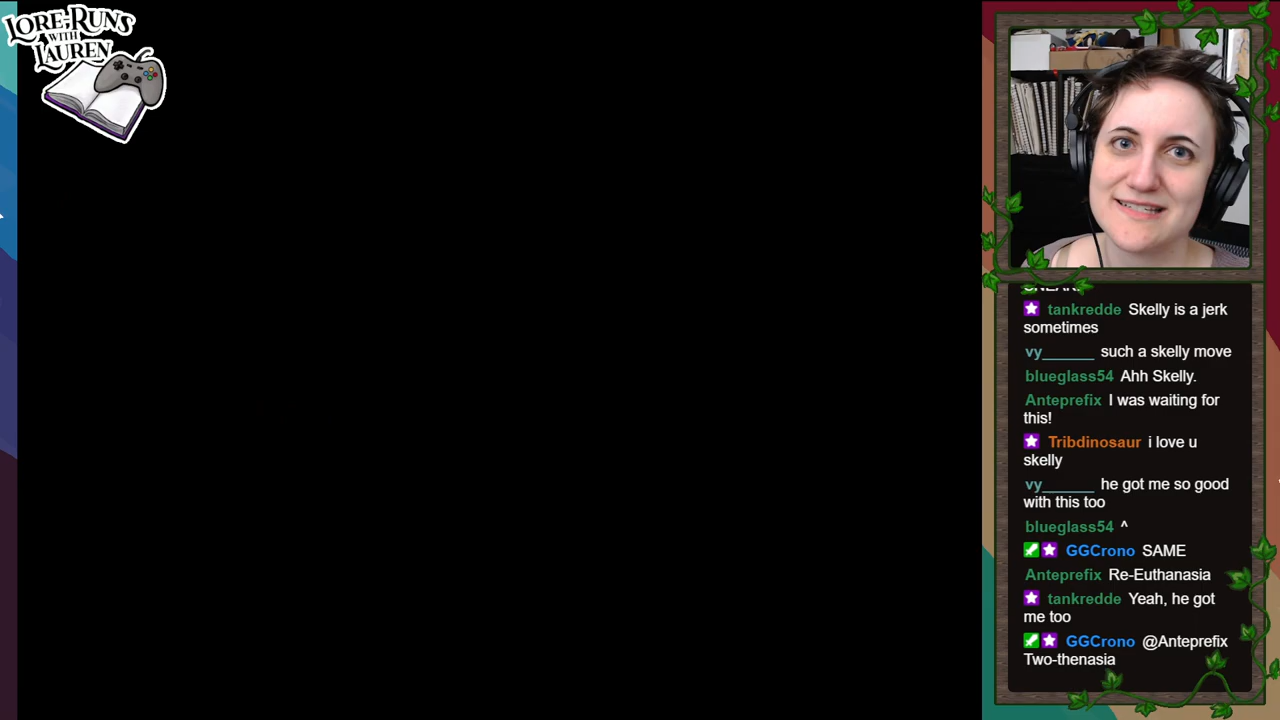 LORE-RUNS
WITH
LAUREN
tankredde Skelly is a jerk
sometimes
vy______ such a skelly move
blueglass54 Ahh Skelly.
Anteprefix I was waiting for
this!
Tribdinosaur i love u
skelly
vy______ he got me so good
with this too
blueglass54 ^
GGCrono SAME
Anteprefix Re-Euthanasia
tankredde Yeah, he got
me too
GGCrono @Anteprefix
Two-thenasia